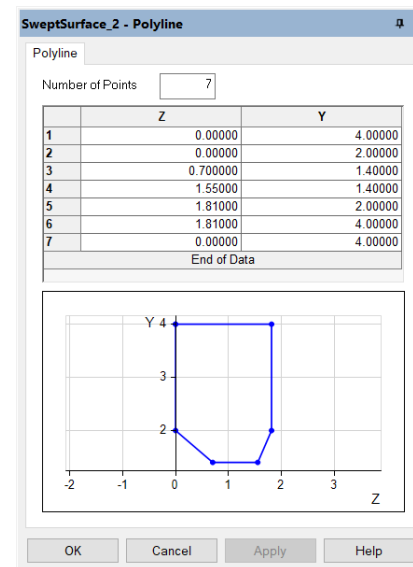 SweptSurface_2 - Polyline
Polyline
Number of Points 7
Z Y
1 0.00000 4.00000
2 0.00000 2.00000
3 0.700000 1.40000
4 1.55000 1.40000
5 1.81000 2.00000
6 1.81000 4.00000
7 0.00000 4.00000
End of Data
Y 4
3
2
-2 -1 0 1 2 3
Z
OK Cancel Apply Help